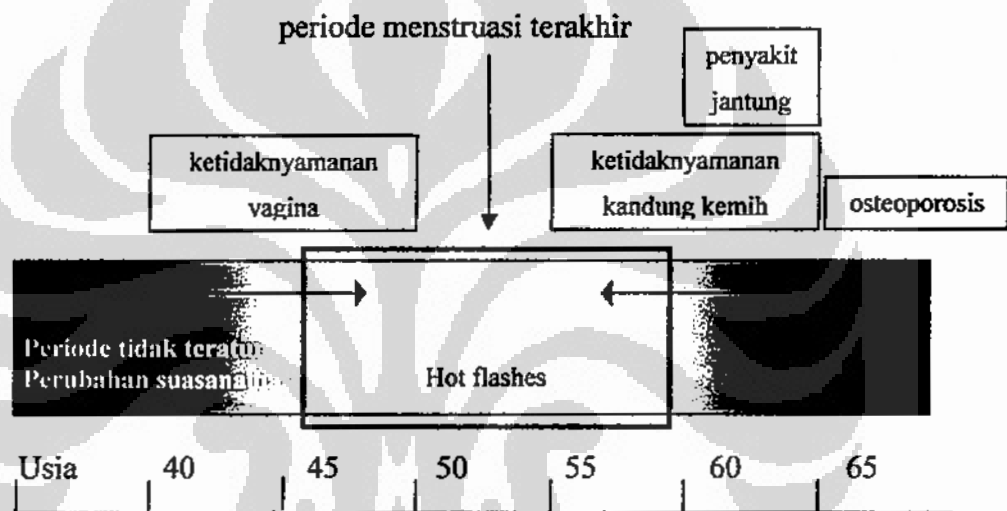 periode menstruasi terakhir
penyakit
jantung
ketidaknyamanan
vagina
ketidaknyamanan
kandung kemih
osteoporosis
Periode tidak teratur
Perubahan
Hot flashes
Usia 40 45 50 55 60 65